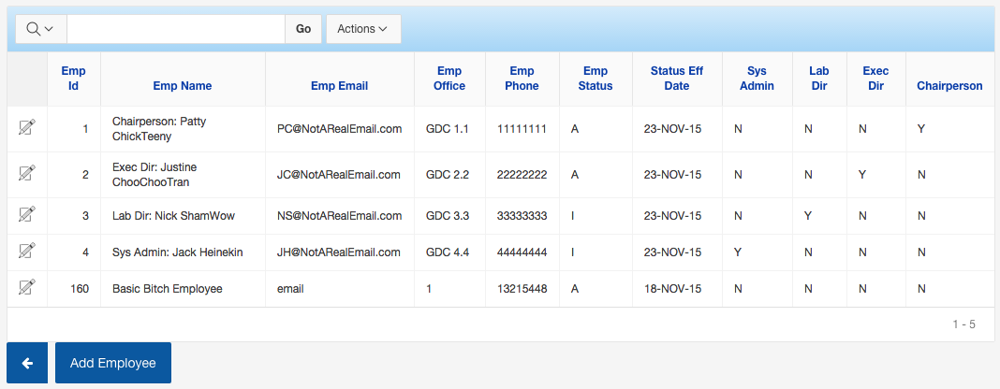 Go Actions
Emp Id Emp Name Emp Email Emp Office Emp Phone Emp Status Status Eff Date Sys Admin Lab Dir Exec Dir Chairperson
1 Chairperson: Patty ChickTeeny PC@NotARealEmail.com GDC 1.1 11111111 A 23-NOV-15 N N N Y
2 Exec Dir: Justine ChooChooTran JC@NotARealEmail.com GDC 2.2 22222222 A 23-NOV-15 N N Y N
3 Lab Dir: Nick ShamWow NS@NotARealEmail.com GDC 3.3 33333333 I 23-NOV-15 N Y N N
4 Sys Admin: Jack Heinekin JH@NotARealEmail.com GDC 4.4 44444444 I 23-NOV-15 Y N N N
160 Basic Bitch Employee email 1 13215448 A 18-NOV-15 N N N N
1 - 5
Add Employee